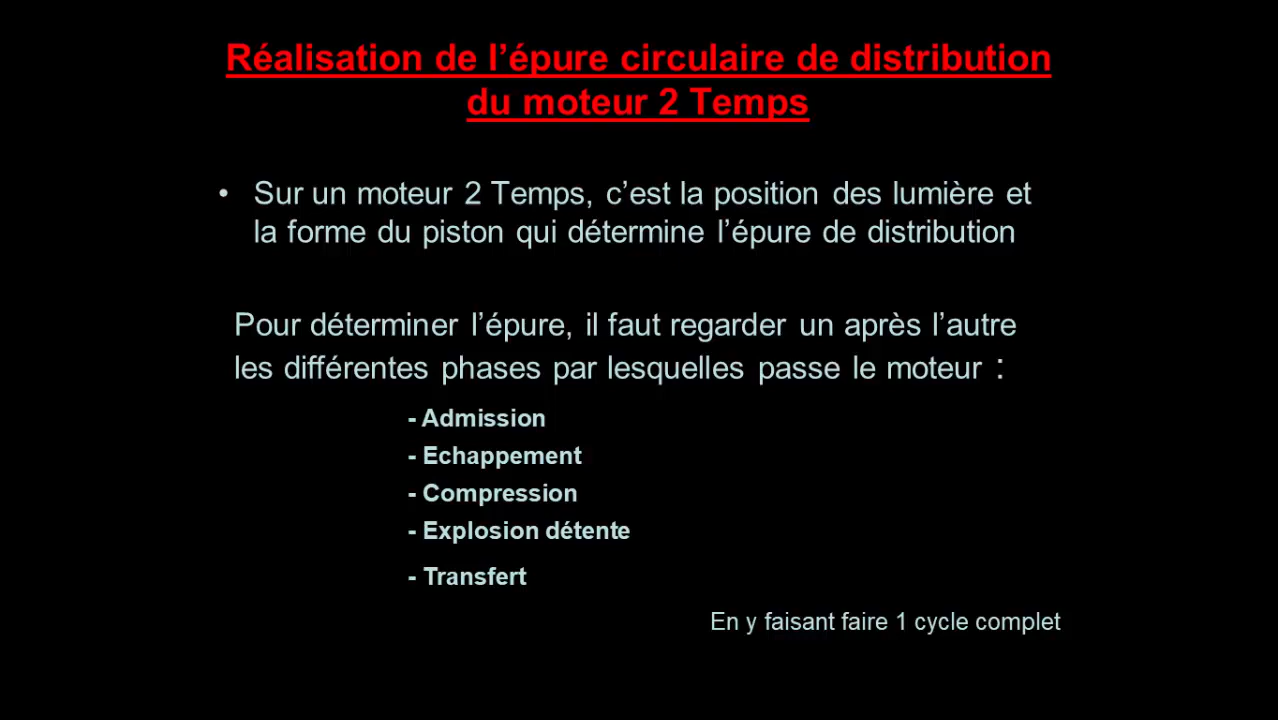 Réalisation de l’épure circulaire de distribution
du moteur 2 Temps
• Sur un moteur 2 Temps, c’est la position des lumière et
la forme du piston qui détermine l’épure de distribution
Pour déterminer l’épure, il faut regarder un après l’autre
les différentes phases par lesquelles passe le moteur :
- Admission
- Echappement
- Compression
- Explosion détente
- Transfert
En y faisant faire 1 cycle complet